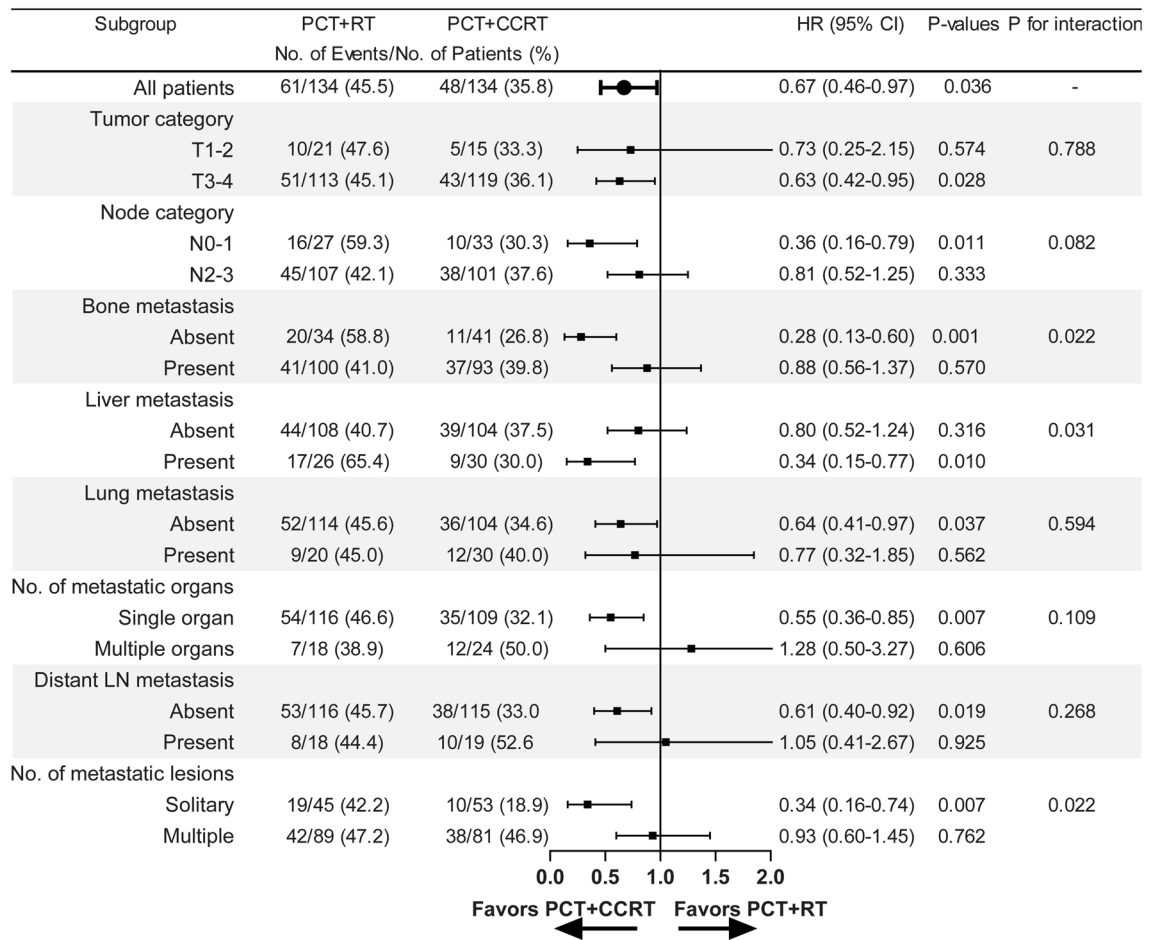 Subgroup PCT+RT PCT+CCRT HR (95% CI) P-values P for interaction
No. of Events/No. of Patients (%)
All patients 61/134 (45.5) 48/134 (35.8) 0.67 (0.46-0.97) 0.036 -
Tumor category
T1-2 10/21 (47.6) 5/15 (33.3) 0.73 (0.25-2.15) 0.574 0.788
T3-4 51/113 (45.1) 43/119 (36.1) 0.63 (0.42-0.95) 0.028
Node category
N0-1 16/27 (59.3) 10/33 (30.3) 0.36 (0.16-0.79) 0.011 0.082
N2-3 45/107 (42.1) 38/101 (37.6) 0.81 (0.52-1.25) 0.333
Bone metastasis
Absent 20/34 (58.8) 11/41 (26.8) 0.28 (0.13-0.60) 0.001 0.022
Present 41/100 (41.0) 37/93 (39.8) 0.88 (0.56-1.37) 0.570
Liver metastasis
Absent 44/108 (40.7) 39/104 (37.5) 0.80 (0.52-1.24) 0.316 0.031
Present 17/26 (65.4) 9/30 (30.0) 0.34 (0.15-0.77) 0.010
Lung metastasis
Absent 52/114 (45.6) 36/104 (34.6) 0.64 (0.41-0.97) 0.037 0.594
Present 9/20 (45.0) 12/30 (40.0) 0.77 (0.32-1.85) 0.562
No. of metastatic organs
Single organ 54/116 (46.6) 35/109 (32.1) 0.55 (0.36-0.85) 0.007 0.109
Multiple organs 7/18 (38.9) 12/24 (50.0) 1.28 (0.50-3.27) 0.606
Distant LN metastasis
Absent 53/116 (45.7) 38/115 (33.0 0.61 (0.40-0.92) 0.019 0.268
Present 8/18 (44.4) 10/19 (52.6 1.05 (0.41-2.67) 0.925
No. of metastatic lesions
Solitary 19/45 (42.2) 10/53 (18.9) 0.34 (0.16-0.74) 0.007 0.022
Multiple 42/89 (47.2) 38/81 (46.9) 0.93 (0.60-1.45) 0.762
0.0 0.5 1.0 1.5 2.0
Favors PCT+CCRT Favors PCT+RT